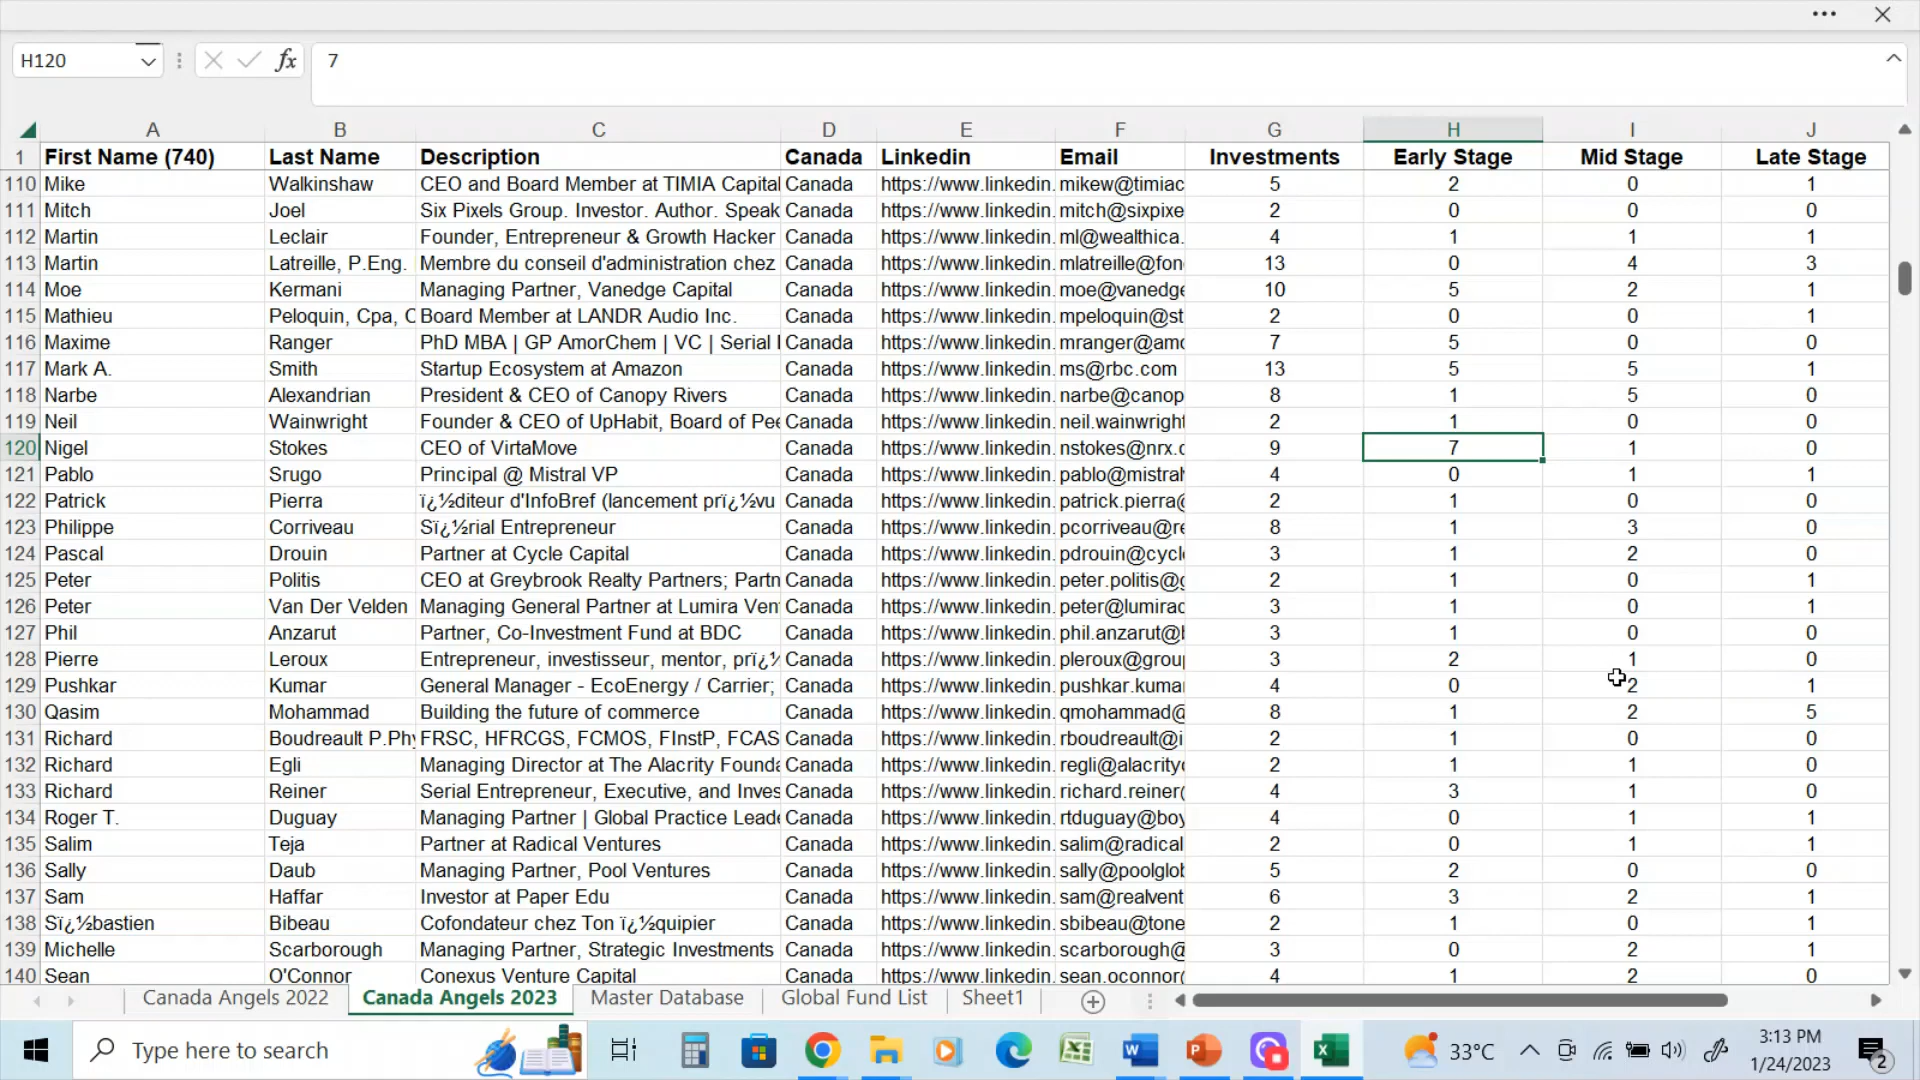 H120 fx 7
A B C D E F G H I J
1 First Name (740) Last Name Description Canada Linkedin Email Investments Early Stage Mid Stage Late Stage
110 Mike Walkinshaw CEO and Board Member at TIMIA Capital Canada https://www.linkedin. mikew@timiac 5 2 0 1
111 Mitch Joel Six Pixels Group. Investor. Author. Speak Canada https://www.linkedin. mitch@sixpixe 2 0 0 0
112 Martin Leclair Founder, Entrepreneur & Growth Hacker Canada https://www.linkedin. ml@wealthica. 4 1 1 1
113 Martin Latreille, P.Eng. Membre du conseil d'administration chez Canada https://www.linkedin. mlatreille@fon 13 0 4 3
114 Moe Kermani Managing Partner, Vanedge Capital Canada https://www.linkedin. moe@vanedge 10 5 2 1
115 Mathieu Peloquin, Cpa, C Board Member at LANDR Audio Inc. Canada https://www.linkedin. mpeloquin@st 2 0 0 1
116 Maxime Ranger PhD MBA | GP AmorChem | VC | Serial Canada https://www.linkedin. mranger@amo 7 5 0 0
117 Mark A. Smith Startup Ecosystem at Amazon Canada https://www.linkedin. ms@rbc.com 13 5 5 1
118 Narbe Alexandrian President & CEO of Canopy Rivers Canada https://www.linkedin. narbe@canop 8 1 5 0
119 Neil Wainwright Founder & CEO of UpHabit, Board of Pee Canada https://www.linkedin. neil.wainwright 2 1 0 0
120 Nigel Stokes CEO of VirtaMove Canada https://www.linkedin. nstokes@nrx.c 9 7 1 0
121 Pablo Srugo Principal @ Mistral VP Canada https://www.linkedin. pablo@mistral 4 0 1 1
122 Patrick Pierra ï¿½diteur d'InfoBref (lancement prï¿½vu Canada https://www.linkedin. patrick.pierra@ 2 1 0 0
123 Philippe Corriveau Sï¿½rial Entrepreneur Canada https://www.linkedin. pcorriveau@re 8 1 3 0
124 Pascal Drouin Partner at Cycle Capital Canada https://www.linkedin. pdrouin@cycl 3 1 2 0
125 Peter Politis CEO at Greybrook Realty Partners; Partn Canada https://www.linkedin. peter.politis@g 2 1 0 1
126 Peter Van Der Velden Managing General Partner at Lumira Ven Canada https://www.linkedin. peter@lumirac 3 1 0 1
127 Phil Anzarut Partner, Co-Investment Fund at BDC Canada https://www.linkedin. phil.anzarut@b 3 1 0 0
128 Pierre Leroux Entrepreneur, investisseur, mentor, prï¿½ Canada https://www.linkedin. pleroux@group 3 2 1 0
129 Pushkar Kumar General Manager - EcoEnergy / Carrier; Canada https://www.linkedin. pushkar.kumar 4 0 2 1
130 Qasim Mohammad Building the future of commerce Canada https://www.linkedin. qmohammad@ 8 1 2 5
131 Richard Boudreault P.Phy FRSC, HFRCGS, FCMOS, FInstP, FCAS Canada https://www.linkedin. rboudreault@i 2 1 0 0
132 Richard Egli Managing Director at The Alacrity Founda Canada https://www.linkedin. regli@alacrityc 2 1 1 0
133 Richard Reiner Serial Entrepreneur, Executive, and Inves Canada https://www.linkedin. richard.reiner@ 4 3 1 0
134 Roger T. Duguay Managing Partner | Global Practice Leade Canada https://www.linkedin. rtduguay@boy 4 0 1 1
135 Salim Teja Partner at Radical Ventures Canada https://www.linkedin. salim@radical 2 0 1 1
136 Sally Daub Managing Partner, Pool Ventures Canada https://www.linkedin. sally@poolglob 5 2 0 0
137 Sam Haffar Investor at Paper Edu Canada https://www.linkedin. sam@realvent 6 3 2 1
138 Sï¿½bastien Bibeau Cofondateur chez Ton ï¿½quipier Canada https://www.linkedin. sbibeau@tone 2 1 0 1
139 Michelle Scarborough Managing Partner, Strategic Investments Canada https://www.linkedin. scarborough@ 3 0 2 1
140 Sean O'Connor Conexus Venture Capital Canada https://www.linkedin. sean.oconnor@ 4 1 2 0
Canada Angels 2022 Canada Angels 2023 Master Database Global Fund List Sheet1
Type here to search 33°C 3:13 PM
1/24/2023 2